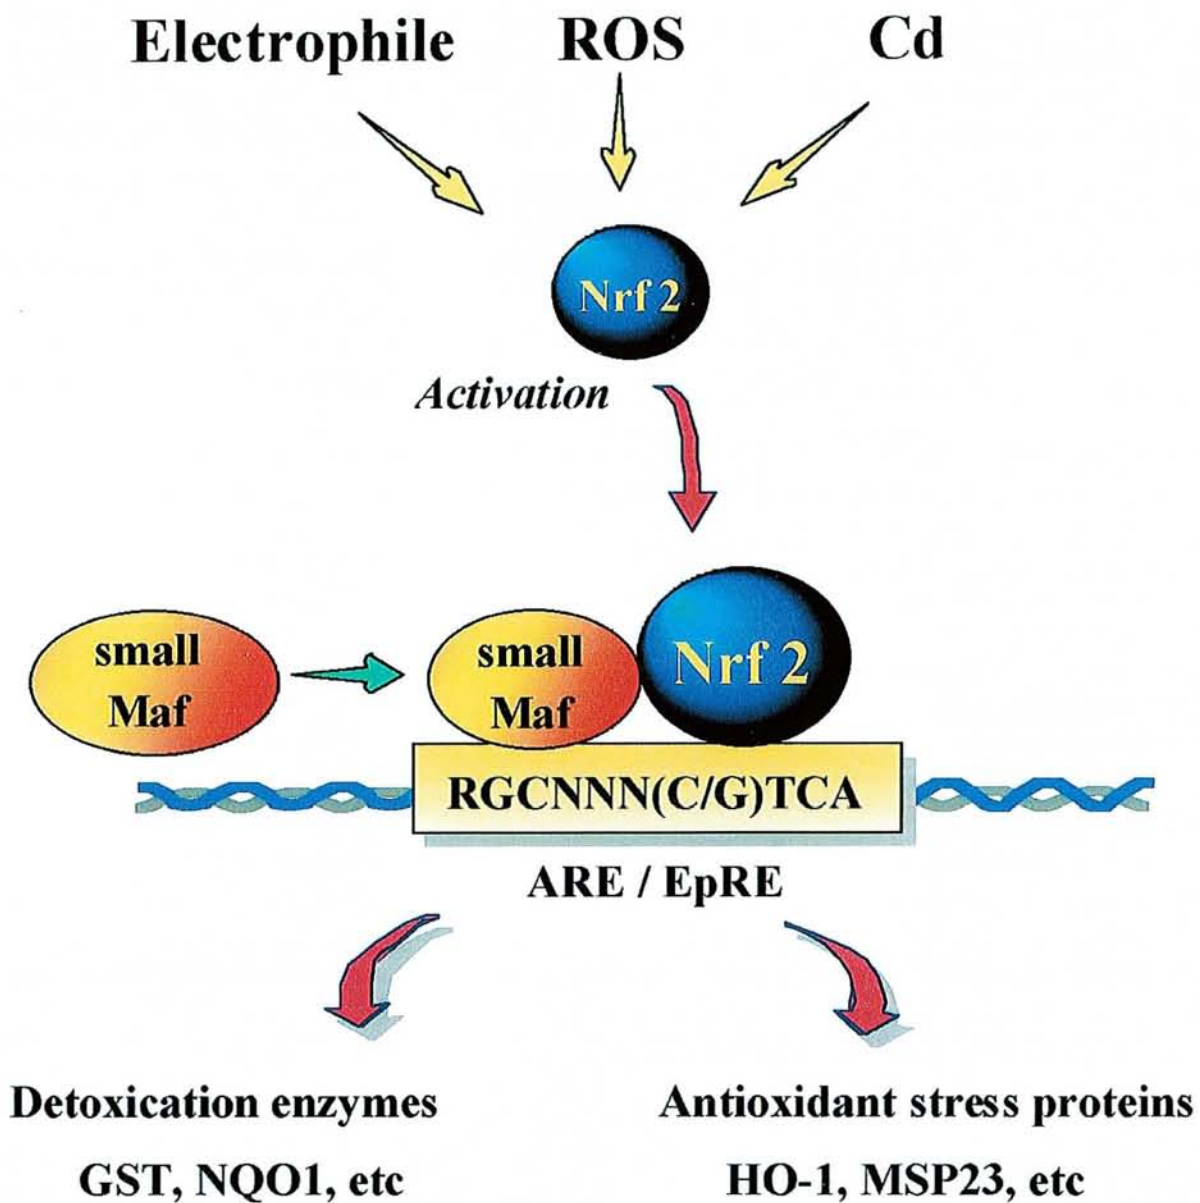 Electrophile ROS Cd
Nrf 2
Activation
small
Maf
small
Maf
Nrf 2
RGCNNN(C/G)TCA
ARE / EpRE
Detoxication enzymes
GST, NQO1, etc
Antioxidant stress proteins
HO-1, MSP23, etc